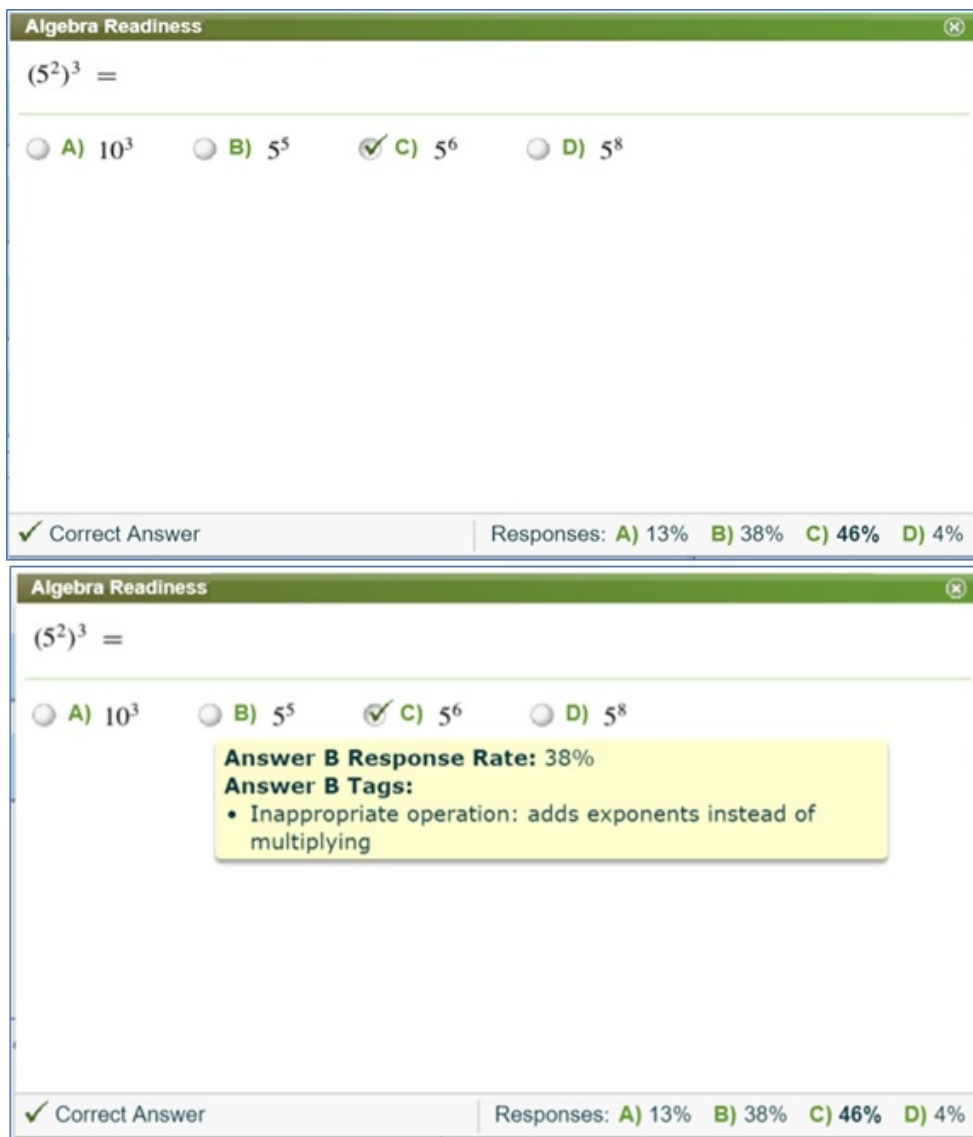 Algebra Readiness
(5²)³ =
A) 10³ B) 5⁵ C) 5⁶ D) 5⁸
Correct Answer Responses: A) 13% B) 38% C) 46% D) 4%
Algebra Readiness
(5²)³ =
A) 10³ B) 5⁵ C) 5⁶ D) 5⁸
Answer B Response Rate: 38%
Answer B Tags:
• Inappropriate operation: adds exponents instead of
multiplying
Correct Answer Responses: A) 13% B) 38% C) 46% D) 4%